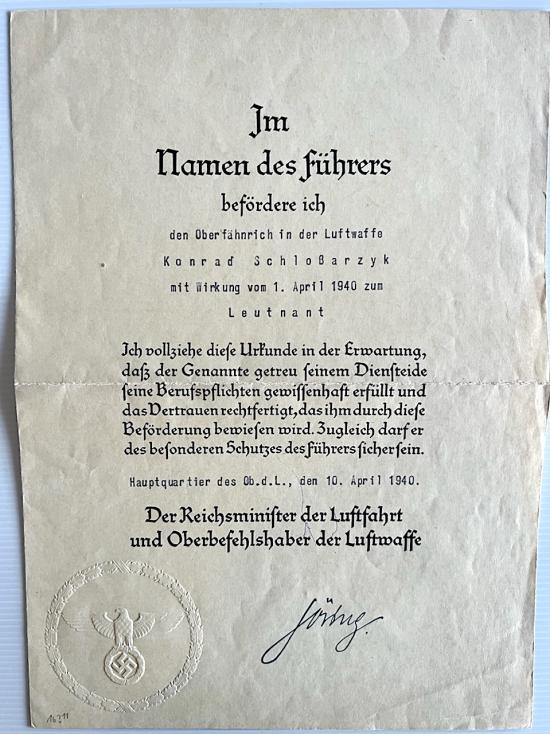 Im
Namen des Führers
befördere ich
den Oberfähnrich in der Luftwaffe
Konrad Schloßarzyk
mit Wirkung vom 1. April 1940 zum
Leutnant
Ich vollziehe diese Urkunde in der Erwartung,
daß der Genannte getreu seinem Diensteide
seine Berufspflichten gewissenhaft erfüllt und
das Vertrauen rechtfertigt, das ihm durch diese
Beförderung bewiesen wird. Zugleich darf er
des besonderen Schutzes des Führers sicher sein.
Hauptquartier des Ob.d.L., den 10. April 1940.
Der Reichsminister der Luftfahrt
und Oberbefehlshaber der Luftwaffe
Göring.